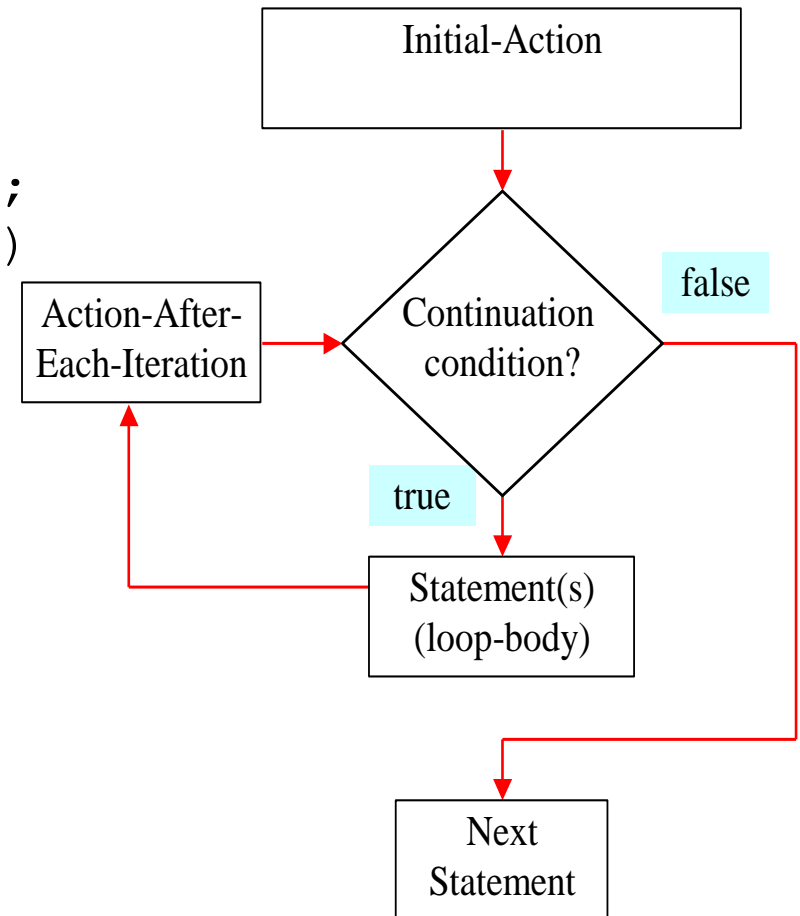 Initial-Action
;
)
false
Action-After-
Each-Iteration
Continuation
condition?
true
Statement(s)
(loop-body)
Next
Statement